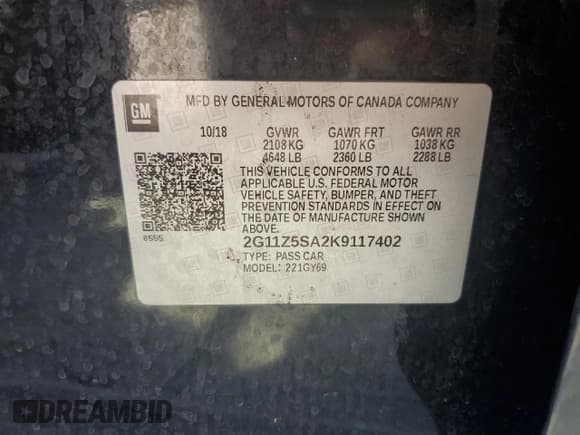 GM
MFD BY GENERAL MOTORS OF CANADA COMPANY
10/18 GVWR GAWR FRT GAWR RR
2108 KG 1070 KG 1038 KG
4648 LB 2360 LB 2288 LB
THIS VEHICLE CONFORMS TO ALL
APPLICABLE U.S. FEDERAL MOTOR
VEHICLE SAFETY, BUMPER, AND THEFT
PREVENTION STANDARDS IN EFFECT ON
THE DATE OF MANUFACTURE SHOWN
ABOVE.
6555
2G11Z5SA2K9117402
TYPE: PASS CAR
MODEL: 221GY69
DREAMBID